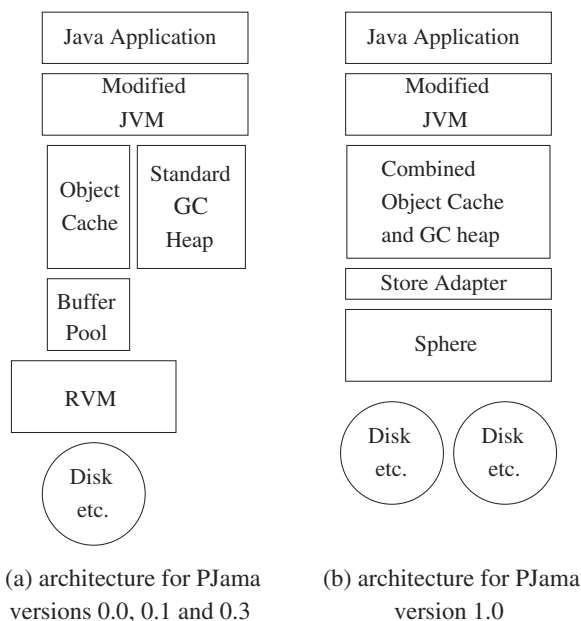 Java Application
Modified
JVM
Object
Cache
Standard
GC
Heap
Buffer
Pool
RVM
Disk
etc.
(a) architecture for PJama
versions 0.0, 0.1 and 0.3
Java Application
Modified
JVM
Combined
Object Cache
and GC heap
Store Adapter
Sphere
Disk
etc.
Disk
etc.
(b) architecture for PJama
version 1.0